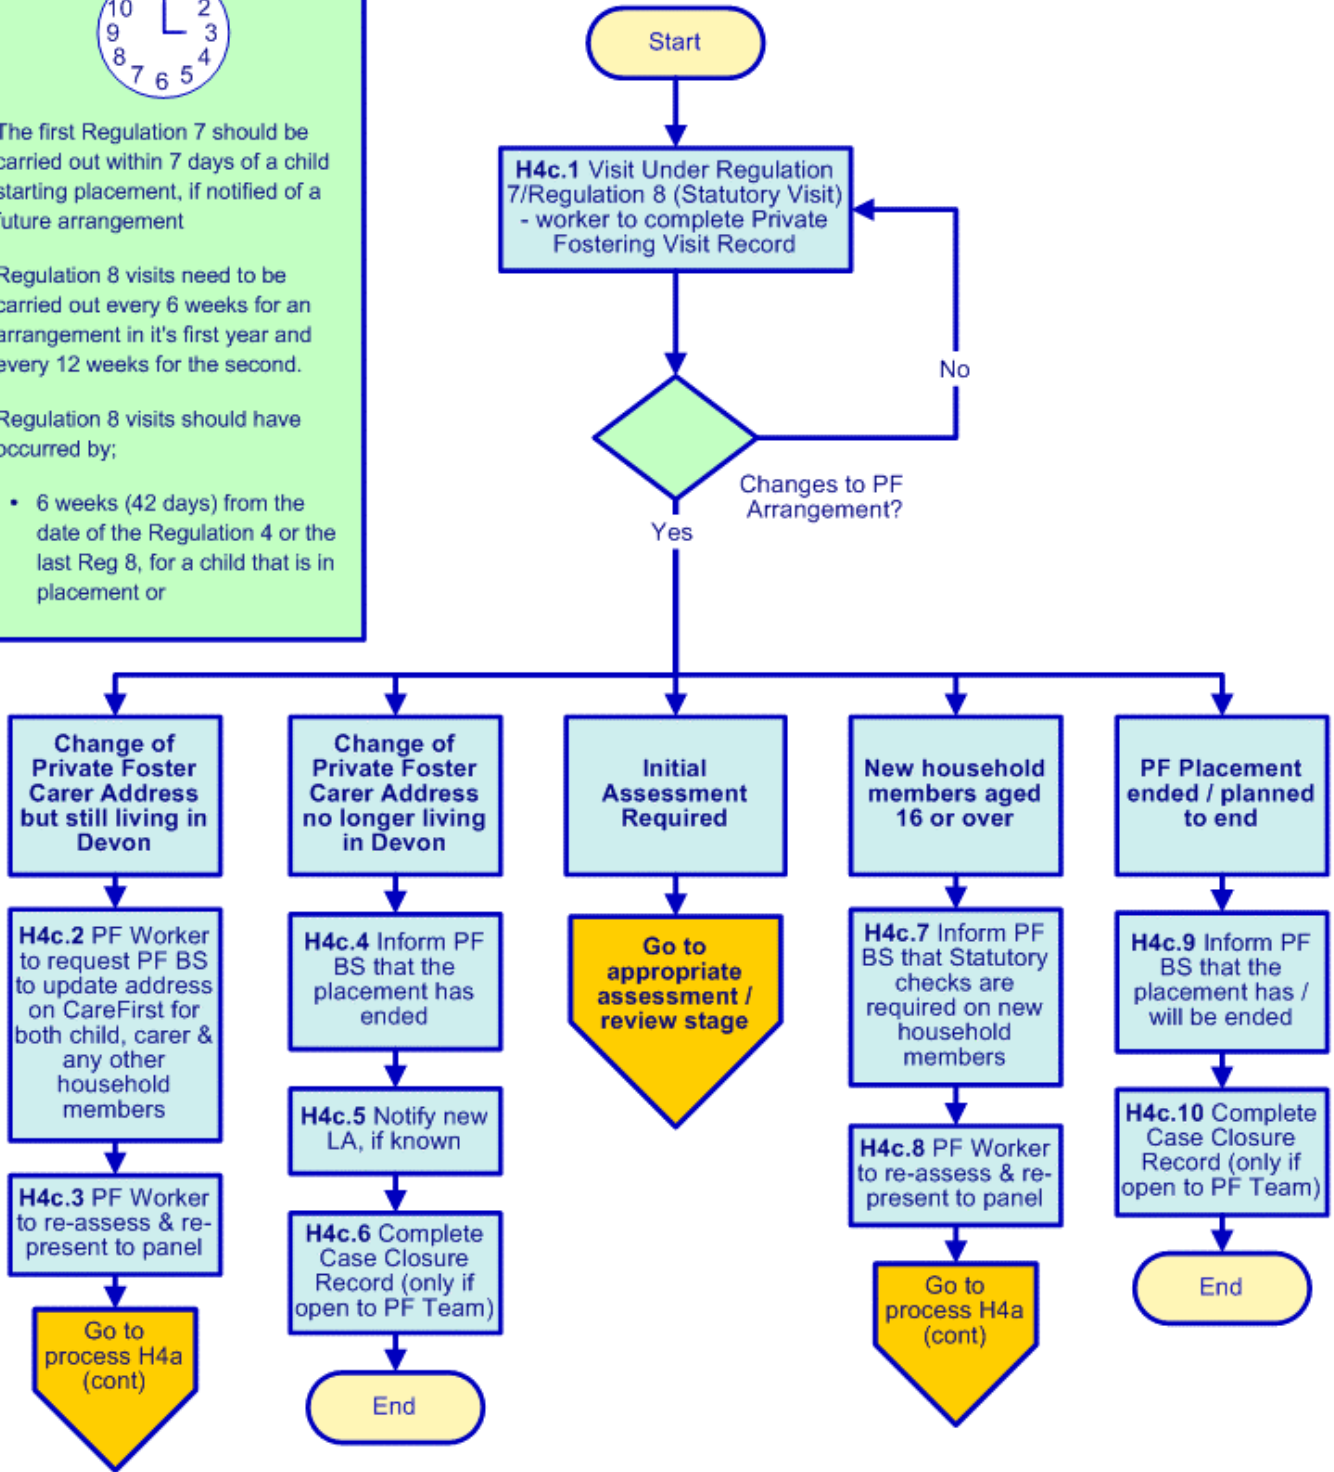 10
2
9
3
8
4
7
6
5
The first Regulation 7 should be
carried out within 7 days of a child
starting placement, if notified of a
future arrangement
Regulation 8 visits need to be
carried out every 6 weeks for an
arrangement in it's first year and
every 12 weeks for the second.
Regulation 8 visits should have
occurred by;
• 6 weeks (42 days) from the
date of the Regulation 4 or the
last Reg 8, for a child that is in
placement or
Start
H4c.1 Visit Under Regulation
7/Regulation 8 (Statutory Visit)
- worker to complete Private
Fostering Visit Record
No
Changes to PF
Arrangement?
Yes
Change of
Private Foster
Carer Address
but still living in
Devon
H4c.2 PF Worker
to request PF BS
to update address
on CareFirst for
both child, carer &
any other
household
members
H4c.3 PF Worker
to re-assess & re-
present to panel
Go to
process H4a
(cont)
Change of
Private Foster
Carer Address
no longer living
in Devon
H4c.4 Inform PF
BS that the
placement has
ended
H4c.5 Notify new
LA, if known
H4c.6 Complete
Case Closure
Record (only if
open to PF Team)
End
Initial
Assessment
Required
Go to
appropriate
assessment /
review stage
New household
members aged
16 or over
H4c.7 Inform PF
BS that Statutory
checks are
required on new
household
members
H4c.8 PF Worker
to re-assess & re-
present to panel
Go to
process H4a
(cont)
PF Placement
ended / planned
to end
H4c.9 Inform PF
BS that the
placement has /
will be ended
H4c.10 Complete
Case Closure
Record (only if
open to PF Team)
End